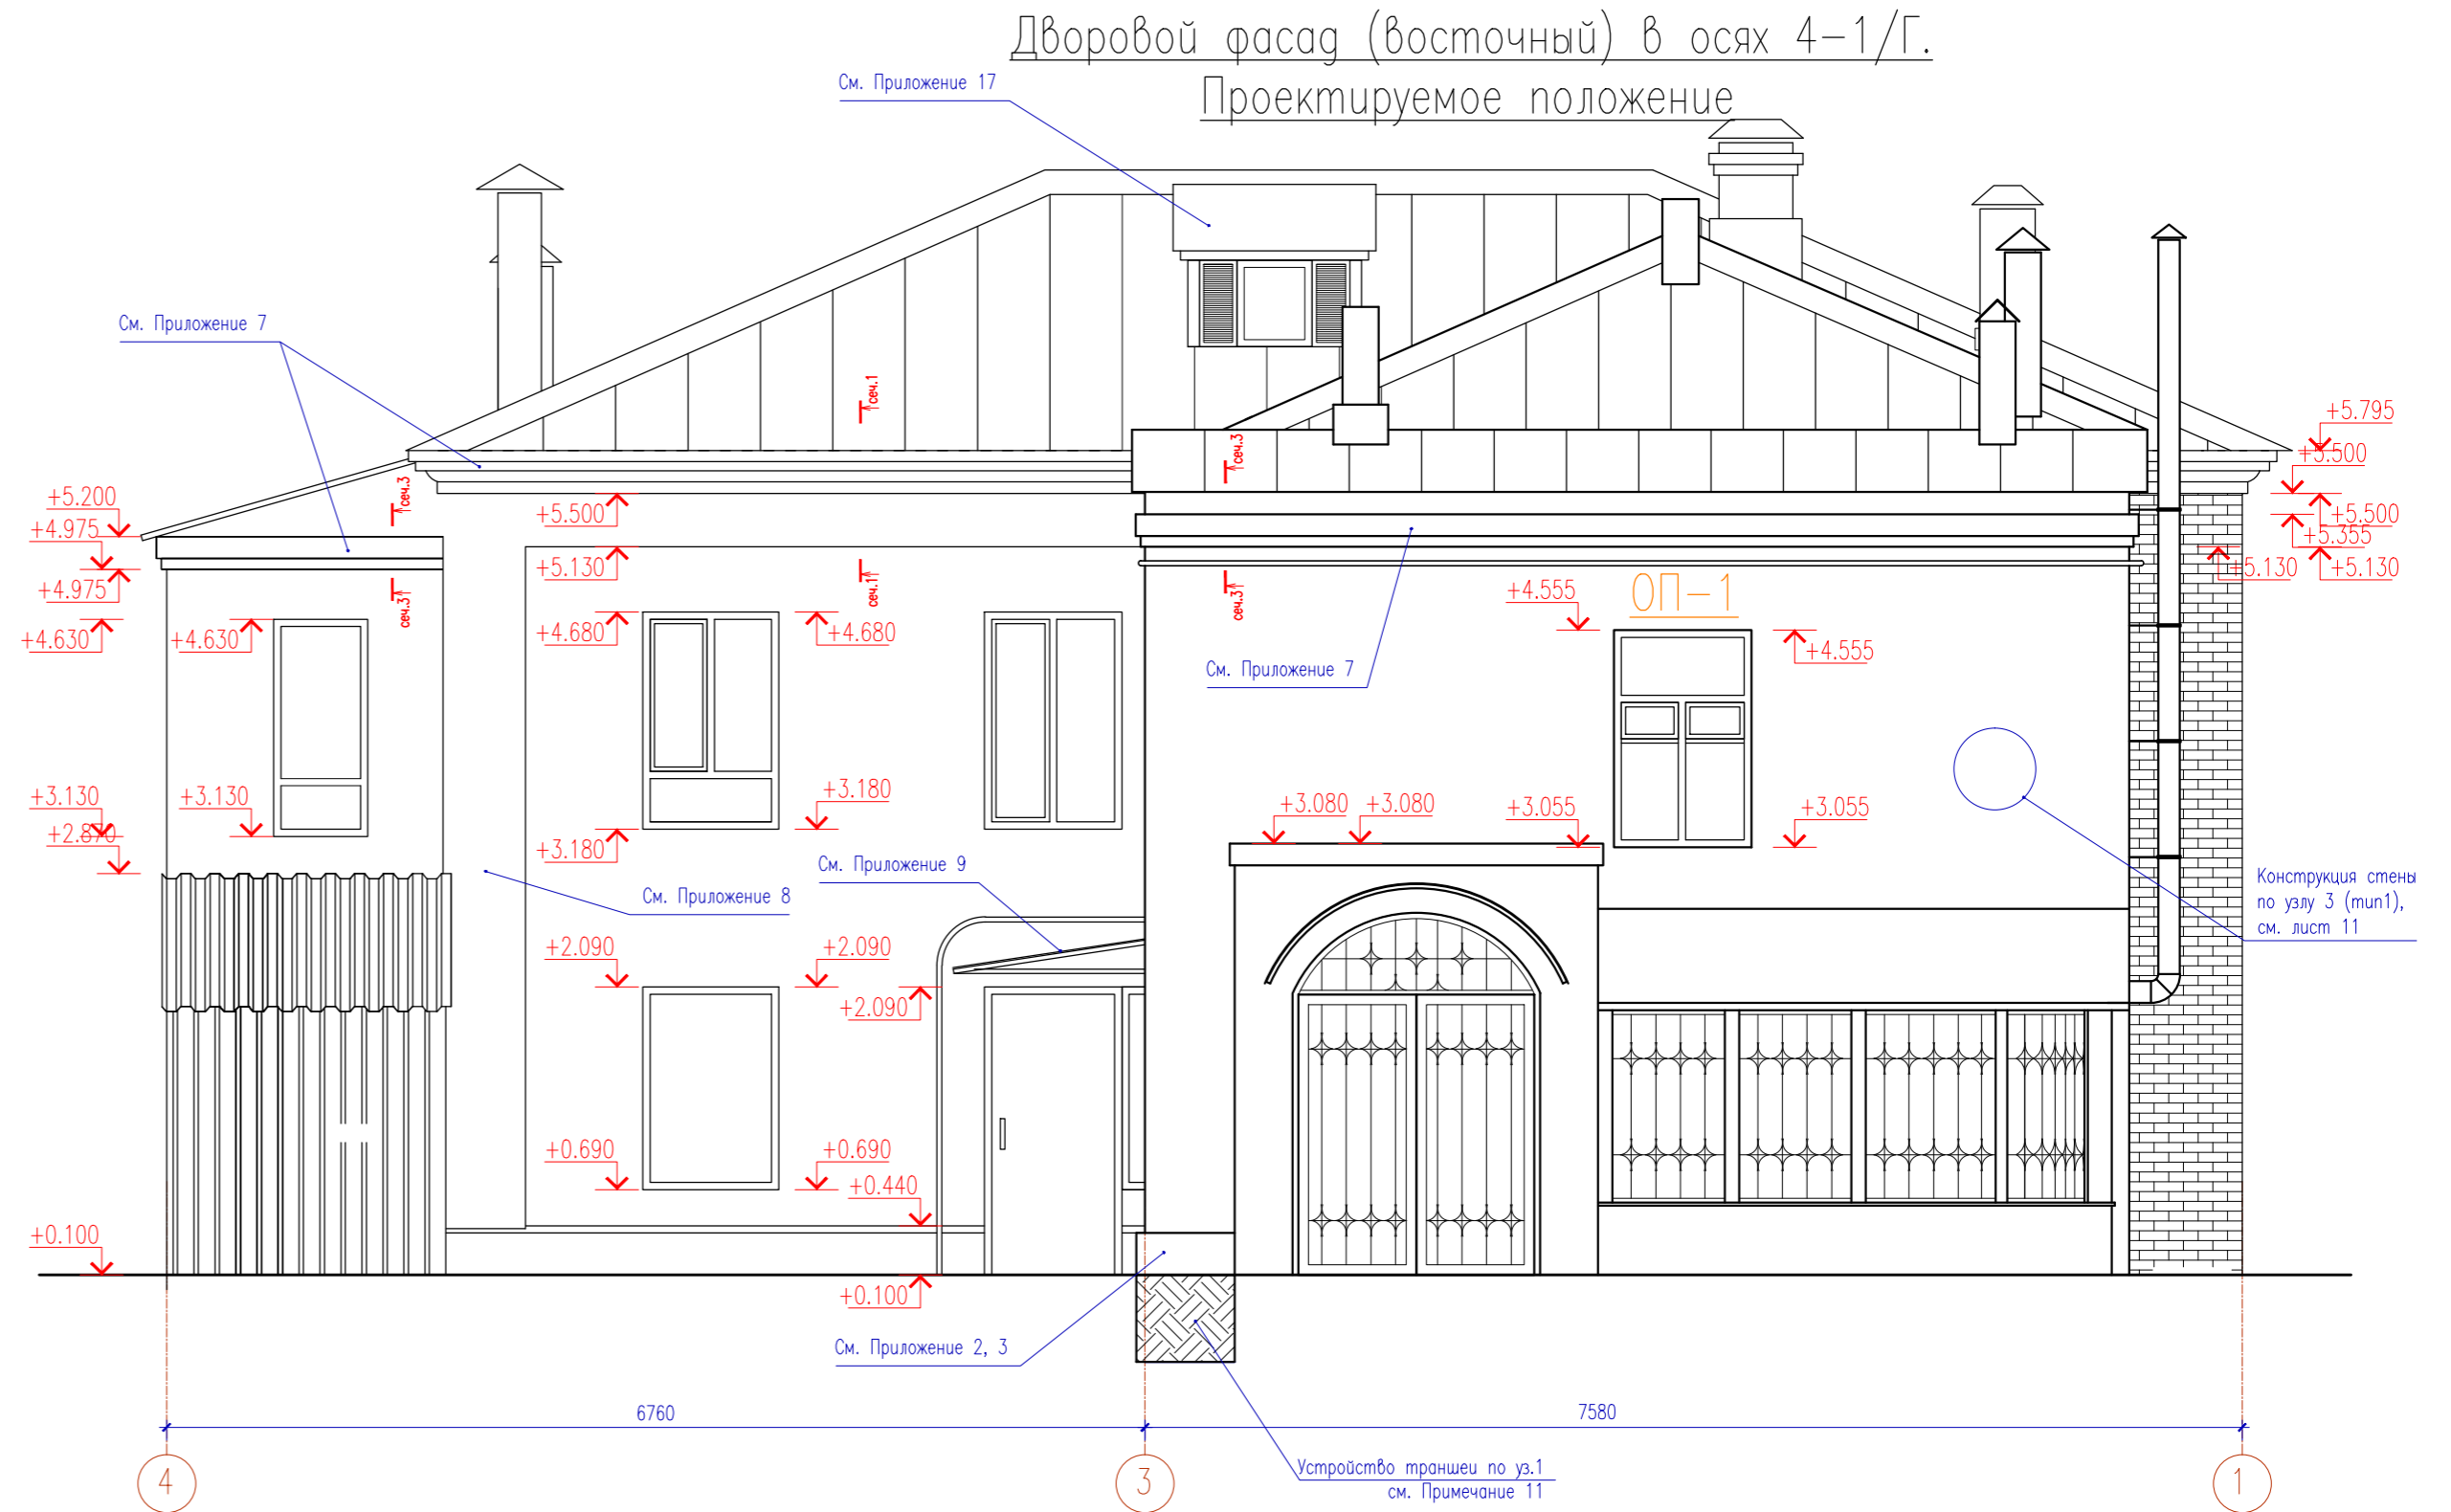 Дворовой фасад (восточный) в осях 4-1/Г.
Проектируемое положение
См. Приложение 17
См. Приложение 7
сеч.1
сеч.3
сеч.3
+5.795
+5.500
+5.200
+4.975
+5.500
+5.500
+5.355
+5.130
+5.130
+5.130
+4.975
сеч.3
сеч.1
сеч.3
+4.630
+4.630
+4.680
+4.680
+4.555
ОП-1
+4.555
См. Приложение 7
+3.130
+3.130
+2.870
+3.180
+3.180
+3.080
+3.080
+3.055
+3.055
См. Приложение 9
См. Приложение 8
Конструкция стены
по узлу 3 (тип1),
см. лист 11
+2.090
+2.090
+2.090
+0.690
+0.690
+0.440
+0.100
+0.100
См. Приложение 2, 3
6760
7580
Устройство траншеи по уз.1
см. Примечание 11
4
3
1